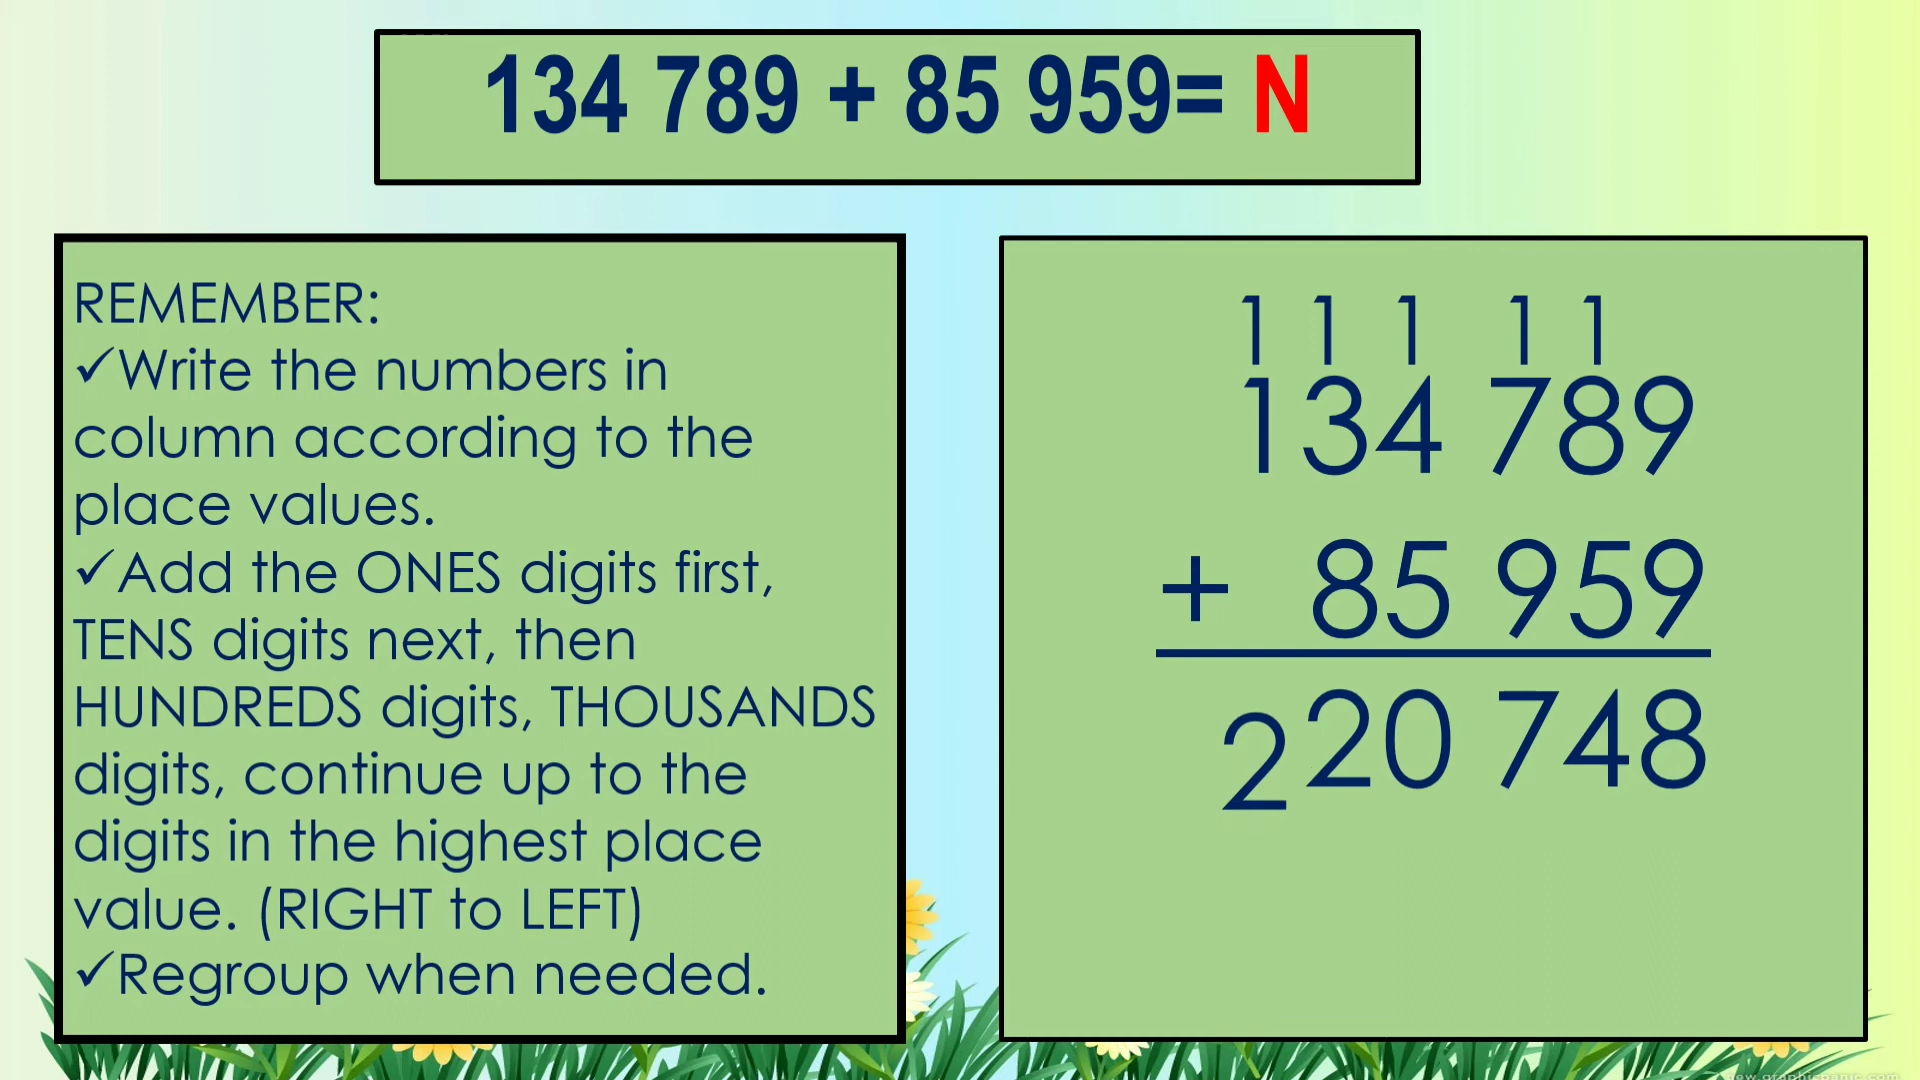 134 789 + 85 959= N
REMEMBER:
✓Write the numbers in
column according to the
place values.
✓Add the ONES digits first,
TENS digits next, then
HUNDREDS digits, THOUSANDS
digits, continue up to the
digits in the highest place
value. (RIGHT to LEFT)
✓Regroup when needed.
1 1 1 1 1
134 789
+ 85 959
220 748